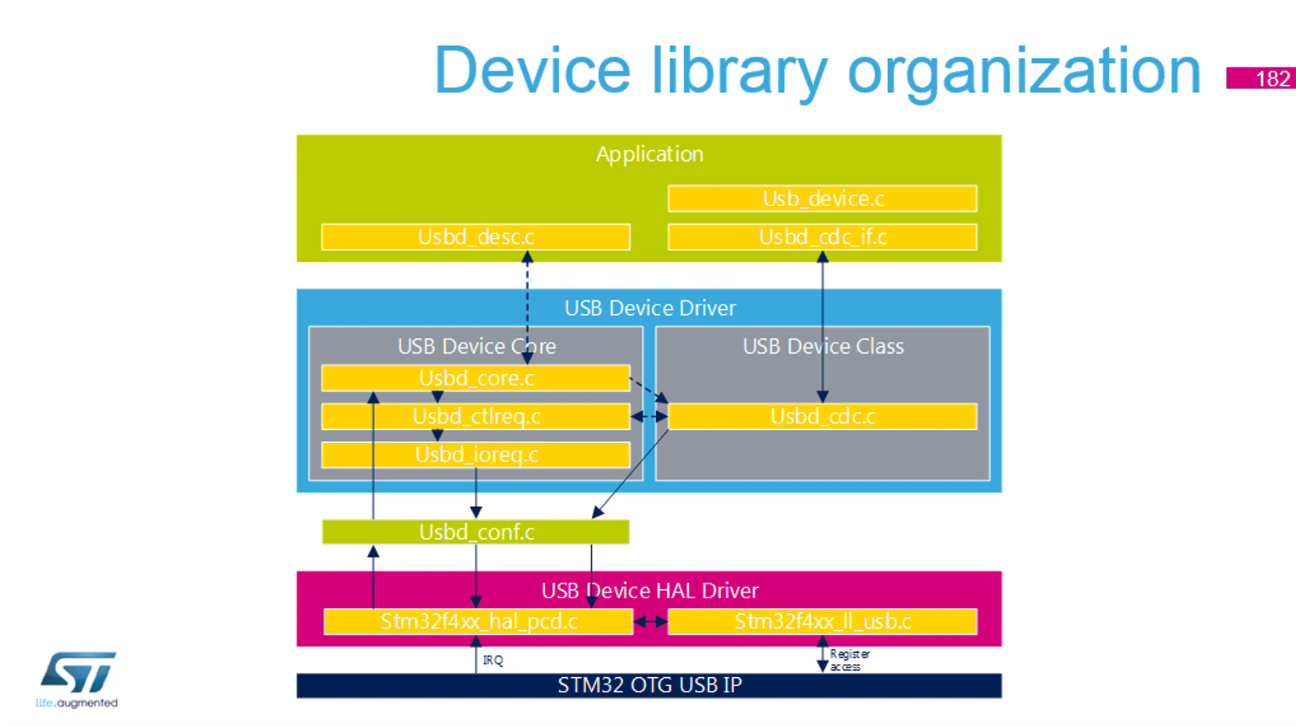 Device library organization
182
Application
Usb_device.c
Usbd_desc.c
Usbd_cdc_if.c
USB Device Driver
USB Device Core
USB Device Class
Usbd_core.c
Usbd_ctlreq.c
Usbd_cdc.c
Usbd_ioreq.c
Usbd_conf.c
USB Device HAL Driver
Stm32f4xx_hal_pcd.c
Stm32f4xx_ll_usb.c
IRQ
Register
access
STM32 OTG USB IP
ST
life.augmented